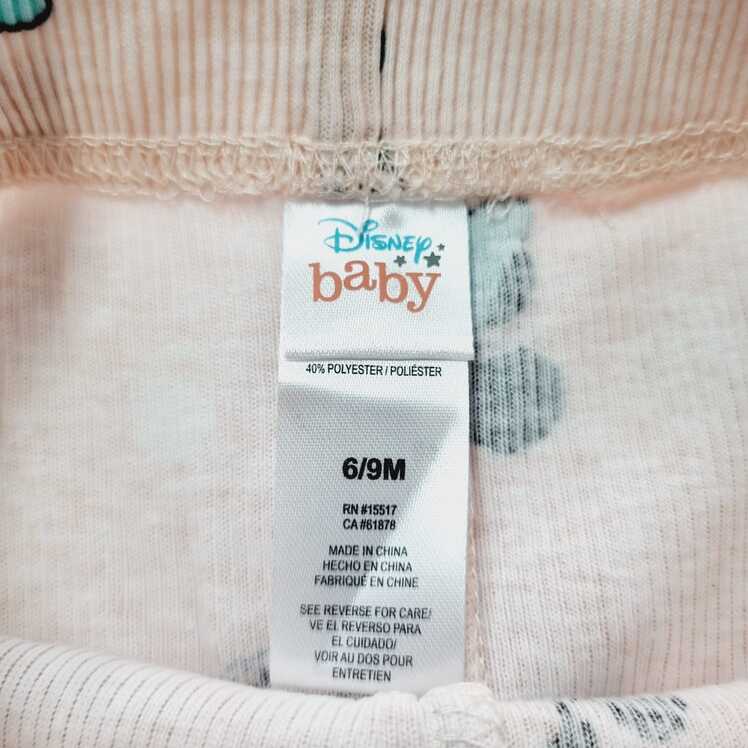 Disney
baby
40% POLYESTER / POLIÉSTER
6/9M
RN #15517
CA #61878
MADE IN CHINA
HECHO EN CHINA
FABRIQUÉ EN CHINE
SEE REVERSE FOR CARE/
VE EL REVERSO PARA
EL CUIDADO/
VOIR AU DOS POUR
ENTRETIEN